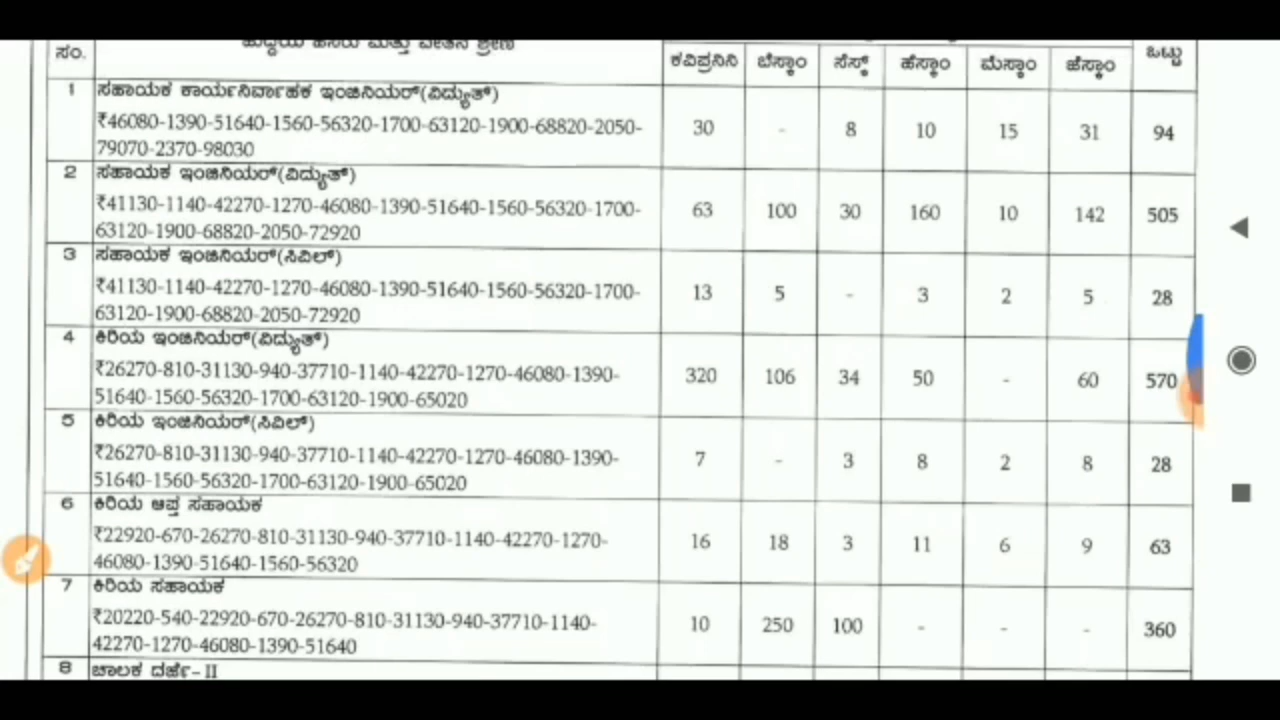 ಸಂ.
ಹುದ್ದೆಯ ಹೆಸರು ಮತ್ತು ವೇತನ ಶ್ರೇಣಿ
ಕವಿಪ್ರನಿನಿ ಬೆಸ್ಕಾಂ ಸೆಸ್ಕ್ ಹೆಸ್ಕಾಂ ಮೆಸ್ಕಾಂ ಜೆಸ್ಕಾಂ ಒಟ್ಟು
1 ಸಹಾಯಕ ಕಾರ್ಯನಿರ್ವಾಹಕ ಇಂಜಿನಿಯರ್(ವಿದ್ಯುತ್)
₹46080-1390-51640-1560-56320-1700-63120-1900-68820-2050- 30 - 8 10 15 31 94
79070-2370-98030
2 ಸಹಾಯಕ ಇಂಜಿನಿಯರ್(ವಿದ್ಯುತ್)
₹41130-1140-42270-1270-46080-1390-51640-1560-56320-1700- 63 100 30 160 10 142 505
63120-1900-68820-2050-72920
3 ಸಹಾಯಕ ಇಂಜಿನಿಯರ್(ಸಿವಿಲ್)
₹41130-1140-42270-1270-46080-1390-51640-1560-56320-1700- 13 5 - 3 2 5 28
63120-1900-68820-2050-72920
4 ಕಿರಿಯ ಇಂಜಿನಿಯರ್(ವಿದ್ಯುತ್)
₹26270-810-31130-940-37710-1140-42270-1270-46080-1390- 320 106 34 50 - 60 570
51640-1560-56320-1700-63120-1900-65020
5 ಕಿರಿಯ ಇಂಜಿನಿಯರ್(ಸಿವಿಲ್)
₹26270-810-31130-940-37710-1140-42270-1270-46080-1390- 7 - 3 8 2 8 28
51640-1560-56320-1700-63120-1900-65020
6 ಕಿರಿಯ ಆಪ್ತ ಸಹಾಯಕ
₹22920-670-26270-810-31130-940-37710-1140-42270-1270- 16 18 3 11 6 9 63
46080-1390-51640-1560-56320
7 ಕಿರಿಯ ಸಹಾಯಕ
₹20220-540-22920-670-26270-810-31130-940-37710-1140- 10 250 100 - - - 360
42270-1270-46080-1390-51640
8 ಚಾಲಕ ದರ್ಜೆ-II